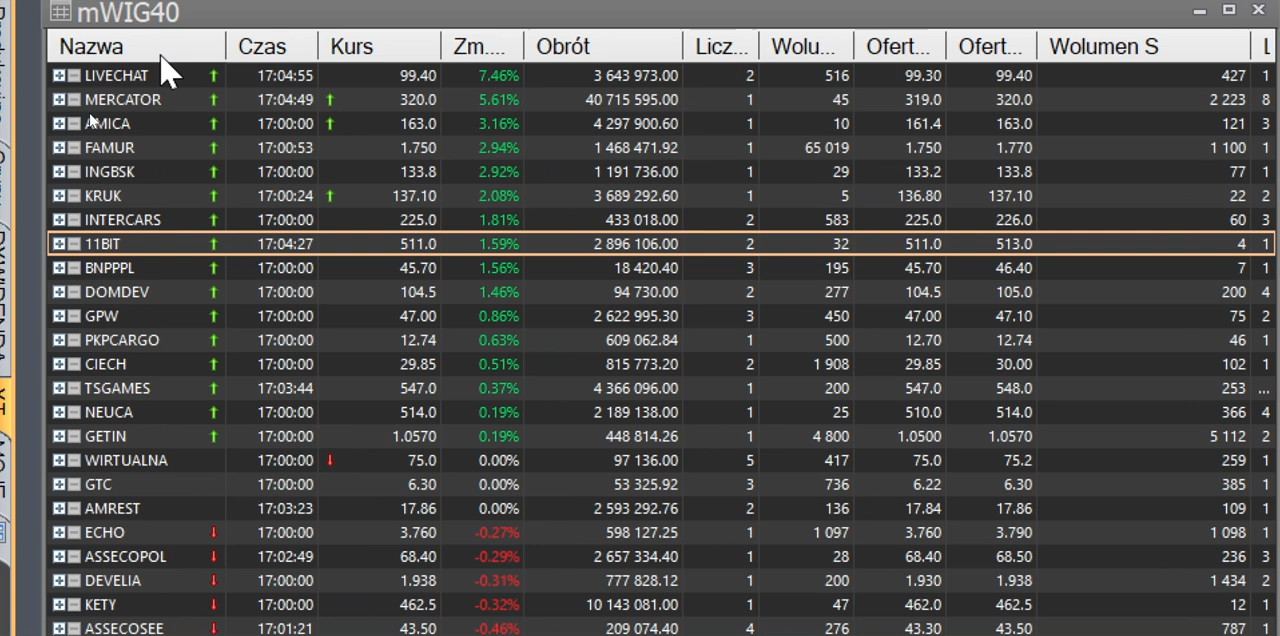 mWIG40
Nazwa Czas Kurs Zm.... Obrót Licz... Wolu... Ofert... Ofert... Wolumen S L
LIVECHAT 17:04:55 99.40 7.46% 3 643 973.00 2 516 99.30 99.40 427 1
MERCATOR 17:04:49 320.0 5.61% 40 715 595.00 1 45 319.0 320.0 2 223 8
AMICA 17:00:00 163.0 3.16% 4 297 900.60 1 10 161.4 163.0 121 3
FAMUR 17:00:53 1.750 2.94% 1 468 471.92 1 65 019 1.750 1.770 1 100 1
INGBSK 17:00:00 133.8 2.92% 1 191 736.00 1 29 133.2 133.8 77 1
KRUK 17:00:24 137.10 2.08% 3 689 292.60 1 5 136.80 137.10 22 2
INTERCARS 17:00:00 225.0 1.81% 433 018.00 2 583 225.0 226.0 60 3
11BIT 17:04:27 511.0 1.59% 2 896 106.00 2 32 511.0 513.0 4 1
BNPPPL 17:00:00 45.70 1.56% 18 420.40 3 195 45.70 46.40 7 1
DOMDEV 17:00:00 104.5 1.46% 94 730.00 2 277 104.5 105.0 200 4
GPW 17:00:00 47.00 0.86% 2 622 995.30 3 450 47.00 47.10 75 2
PKPCARGO 17:00:00 12.74 0.63% 609 062.84 1 500 12.70 12.74 46 1
CIECH 17:00:00 29.85 0.51% 815 773.20 2 1 908 29.85 30.00 102 1
TSGAMES 17:03:44 547.0 0.37% 4 366 096.00 1 200 547.0 548.0 253 ...
NEUCA 17:00:00 514.0 0.19% 2 189 138.00 1 25 510.0 514.0 366 4
GETIN 17:00:00 1.0570 0.19% 448 814.26 1 4 800 1.0500 1.0570 5 112 2
WIRTUALNA 17:00:00 75.0 0.00% 97 136.00 5 417 75.0 75.2 259 1
GTC 17:00:00 6.30 0.00% 53 325.92 3 736 6.22 6.30 385 1
AMREST 17:03:23 17.86 0.00% 2 593 292.76 2 136 17.84 17.86 109 1
ECHO 17:00:00 3.760 -0.27% 598 127.25 1 1 097 3.760 3.790 1 098 1
ASSECOPOL 17:02:49 68.40 -0.29% 2 657 334.40 1 28 68.40 68.50 236 3
DEVELIA 17:00:00 1.938 -0.31% 777 828.12 1 200 1.930 1.938 1 434 2
KETY 17:00:00 462.5 -0.32% 10 143 081.00 1 47 462.0 462.5 12 1
ASSECOSEE 17:01:21 43.50 -0.46% 209 074.40 4 276 43.30 43.50 787 1